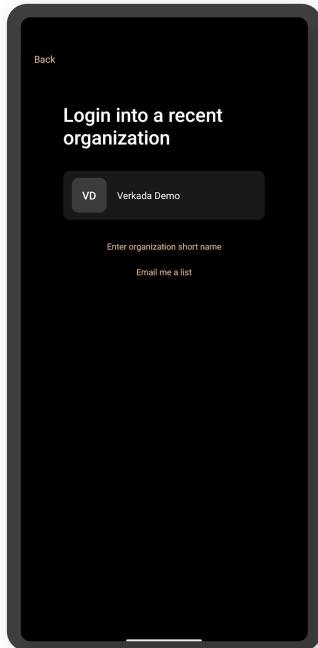 Back
Login into a recent
organization
VD
Verkada Demo
Enter organization short name
Email me a list